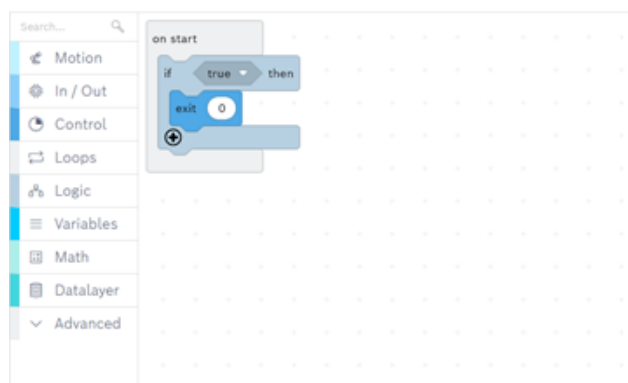 Search...
Motion
In / Out
Control
Loops
Logic
Variables
Math
Datalayer
Advanced
on start
if true then
exit 0